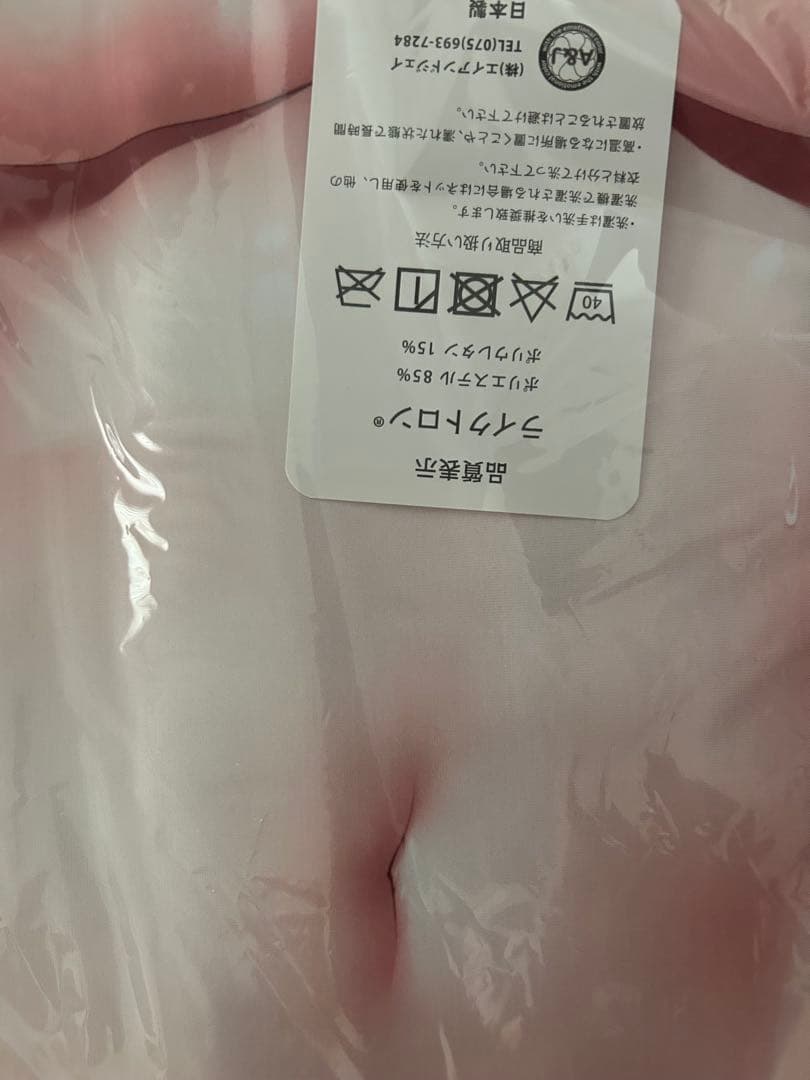 品質表示
ライクトロン®
ポリエステル 85%
ポリウレタン 15%
40
商品取り扱い方法
・洗濯は手洗いを推奨致します。
洗濯機で洗濯される場合にはネットを使用し、他の
衣料と分けて洗って下さい。
・高温になる場所に置くことや、濡れた状態で長時間
放置されることは避けて下さい。
A&J
(株)エイアンドジェイ
TEL(075)693-7284
日本製